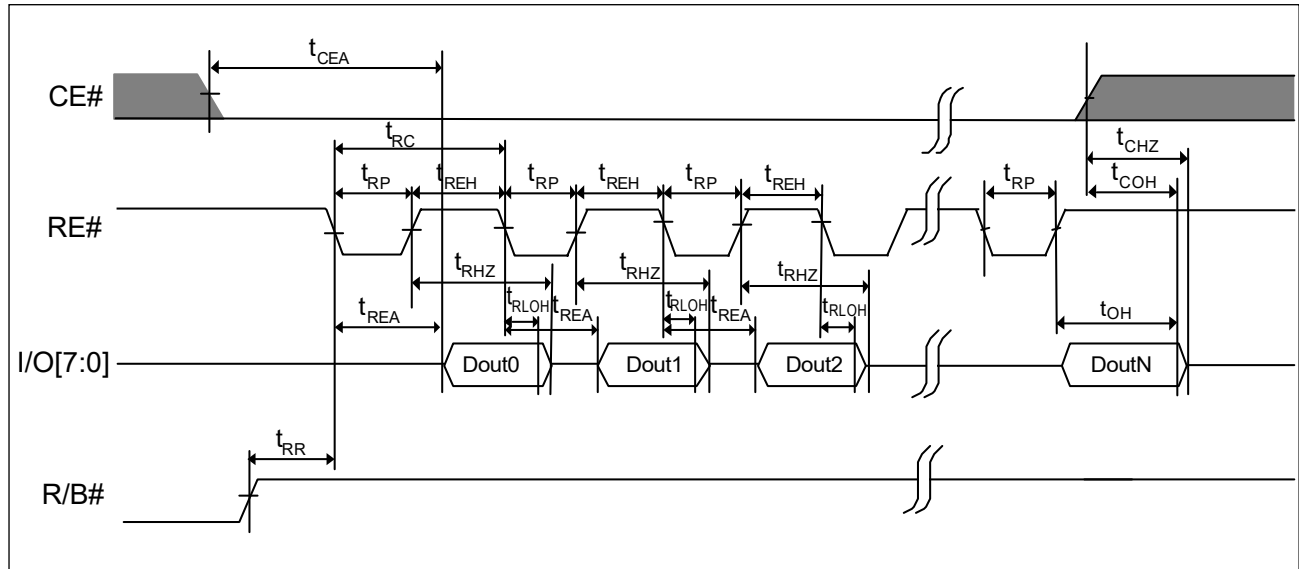 tCEA
CE#
tRC
tCHZ
tRP tREH tRP tREH tRP tREH tRP tCOH
RE#
tRHZ tRHZ tRHZ
tREA tRLOH tREA tRLOH tREA tRLOH tOH
I/O[7:0] Dout0 Dout1 Dout2 DoutN
tRR
R/B#